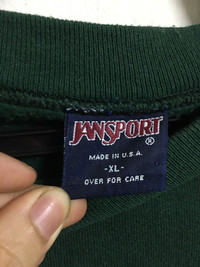 JANSPORT
®
MADE IN U.S.A.
-XL-
OVER FOR CARE